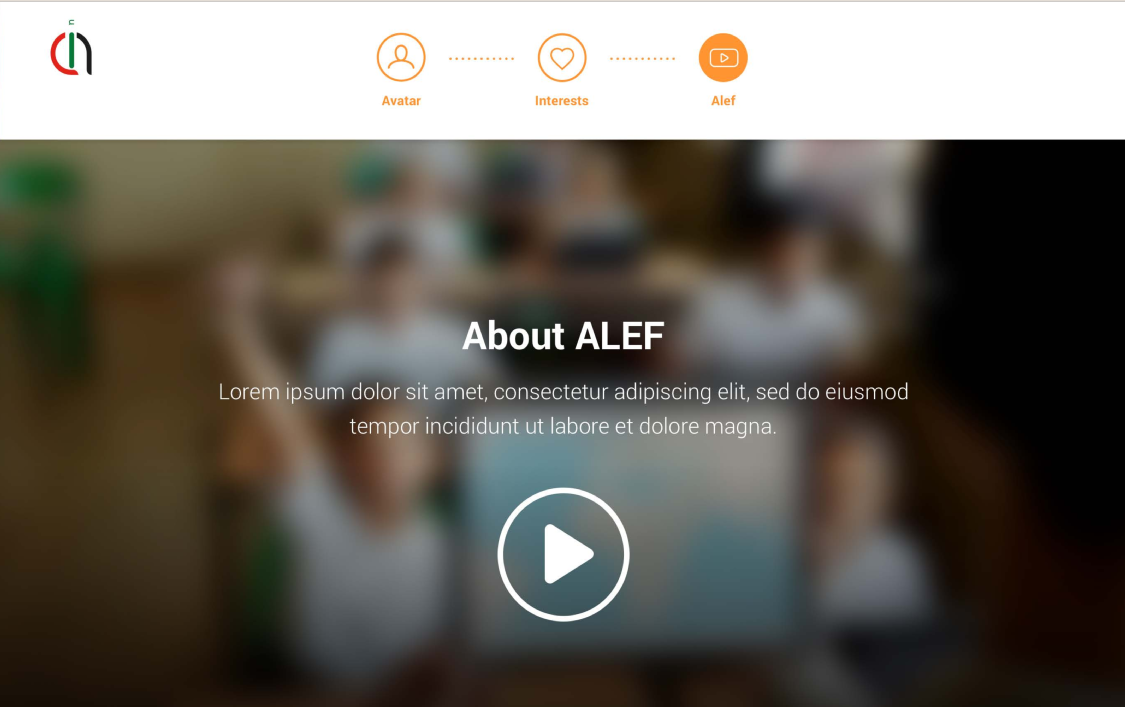 Avatar
Interests
Alef
About ALEF
Lorem ipsum dolor sit amet, consectetur adipiscing elit, sed do eiusmod
tempor incididunt ut labore et dolore magna.